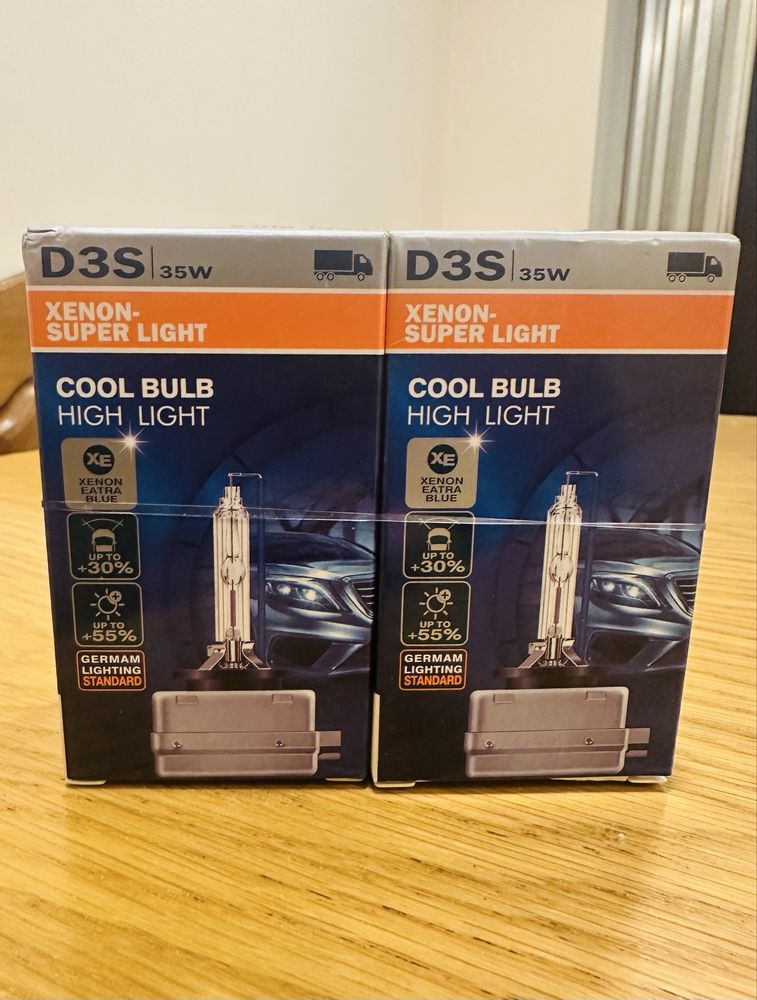 D3S 35W
XENON-
SUPER LIGHT
COOL BULB
HIGH LIGHT
XE
XENON
EATRA
BLUE
UP TO
+30%
UP TO
+55%
GERMAM
LIGHTING
STANDARD
D3S 35W
XENON-
SUPER LIGHT
COOL BULB
HIGH LIGHT
XE
XENON
EATRA
BLUE
UP TO
+30%
UP TO
+55%
GERMAM
LIGHTING
STANDARD